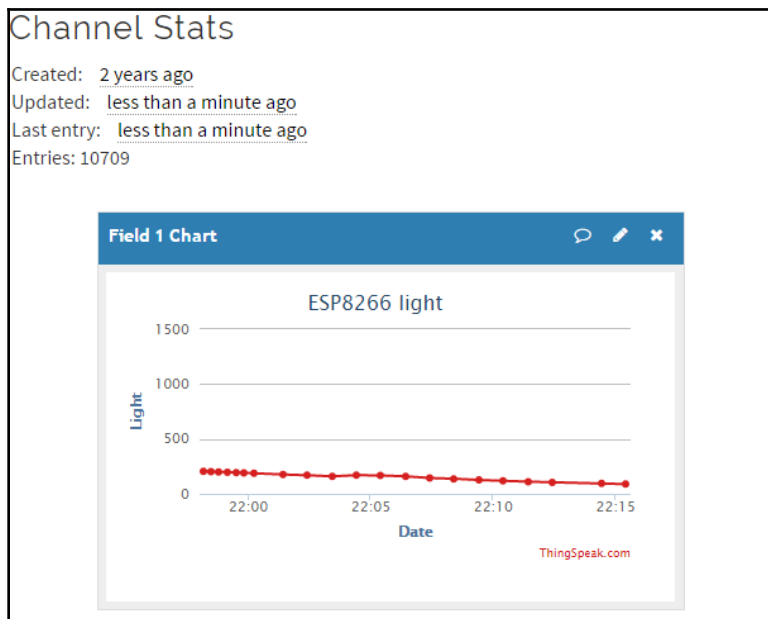 Channel Stats
Created: 2 years ago
Updated: less than a minute ago
Last entry: less than a minute ago
Entries: 10709
Field 1 Chart
ESP8266 light
1500
1000
500
0
Light
22:00 22:05 22:10 22:15
Date
ThingSpeak.com